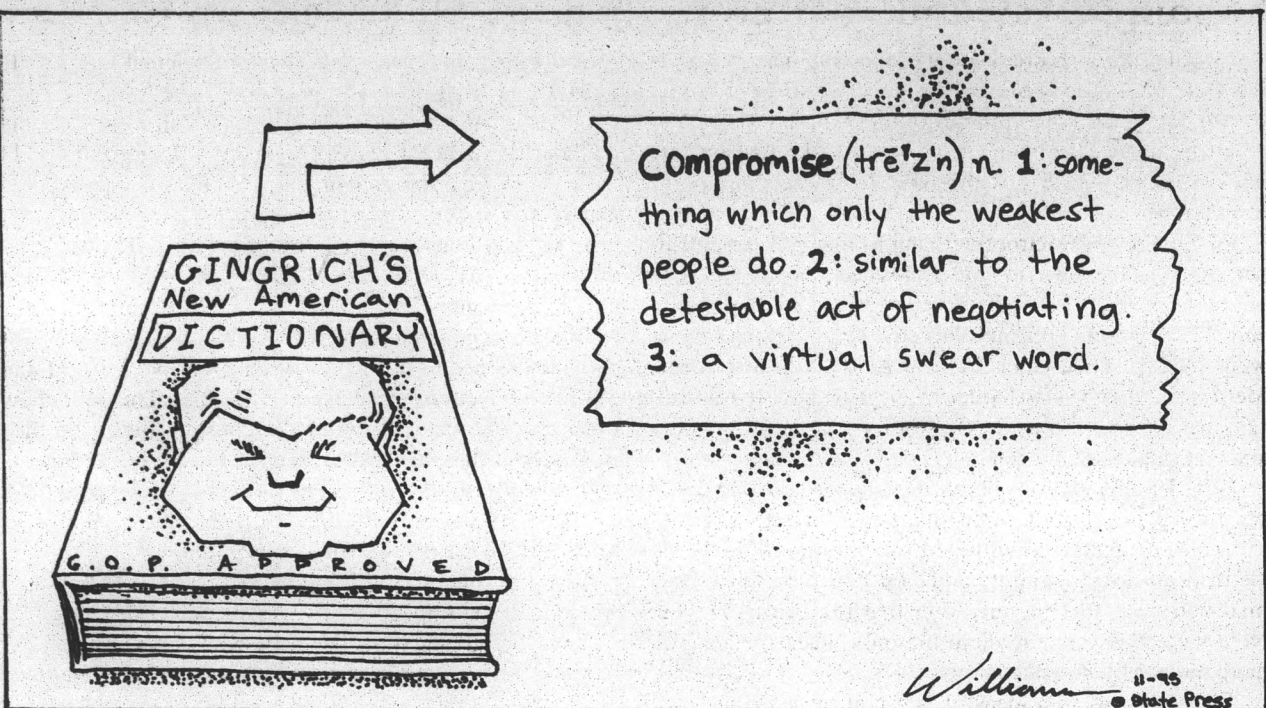 GINGRICH'S
New American
DICTIONARY
G.O.P. APPROVED
Compromise (trē'z'n) n. 1: some-
thing which only the weakest
people do. 2: similar to the
detestable act of negotiating.
3: a virtual swear word.
11-95
© State Press